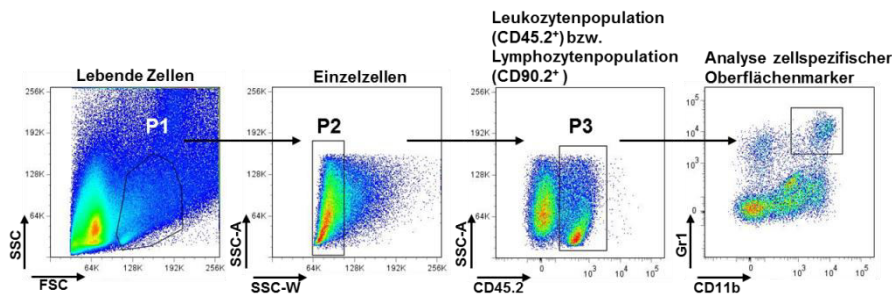 Lebende Zellen
Einzelzellen
Leukozytenpopulation
(CD45.2⁺) bzw.
Lymphozytenpopulation
(CD90.2⁺ )
Analyse zellspezifischer
Oberflächenmarker
256K
192K
128K
64K
P1
SSC
64K 128K 192K 256K
FSC
256K
192K
128K
64K
P2
SSC-A
64K 128K 192K 256K
SSC-W
256K
192K
128K
64K
P3
SSC-A
0 10³ 10⁴ 10⁵
CD45.2
10⁵
10⁴
10³
0
Gr1
0 10³ 10⁴ 10⁵
CD11b